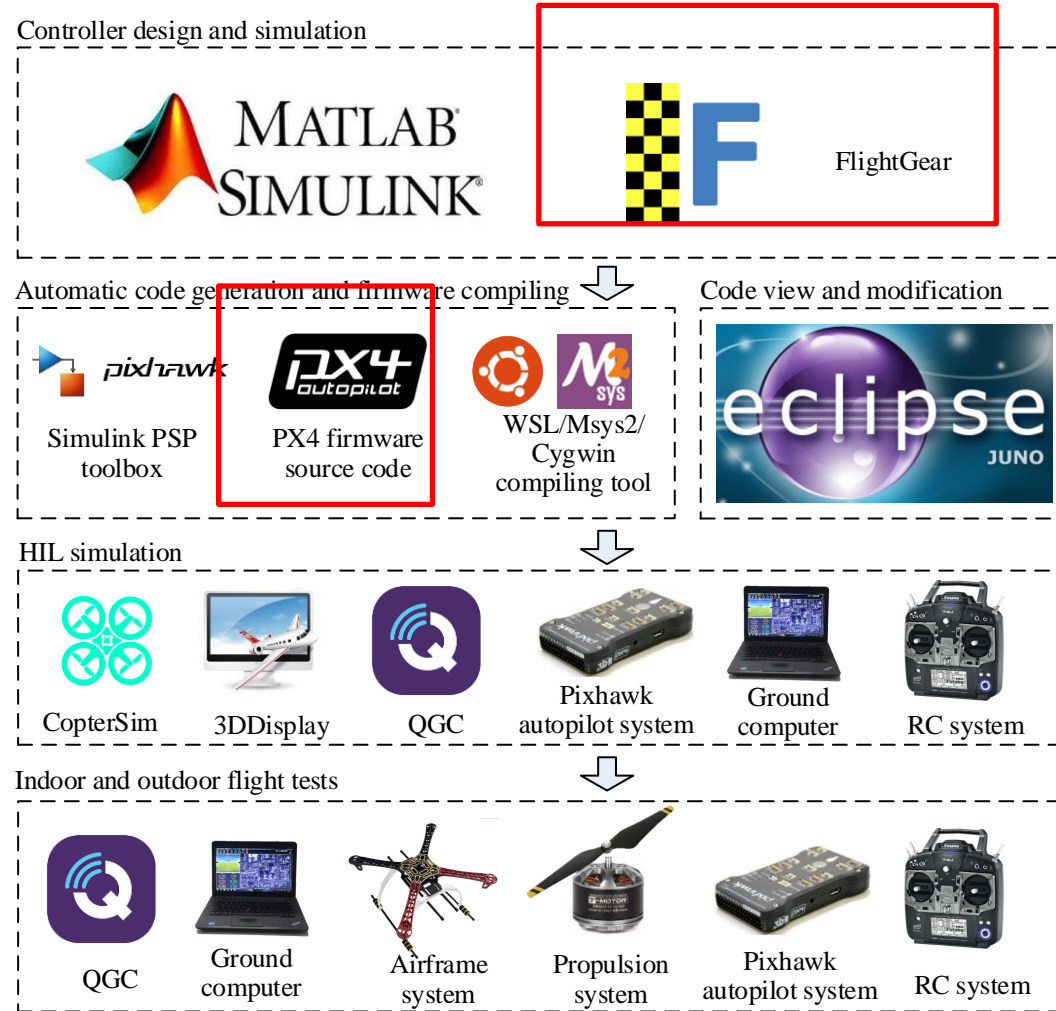 Controller design and simulation
MATLAB®
SIMULINK®
F
FlightGear
Automatic code generation and firmware compiling
Code view and modification
pixhawk
px4
autopilot
M2
sys
eclipse
JUNO
Simulink PSP
toolbox
PX4 firmware
source code
WSL/Msys2/
Cygwin
compiling tool
HIL simulation
CopterSim
3DDisplay
QGC
Pixhawk
autopilot system
Ground
computer
RC system
Indoor and outdoor flight tests
T-MOTOR
QGC
Ground
computer
Airframe
system
Propulsion
system
Pixhawk
autopilot system
RC system